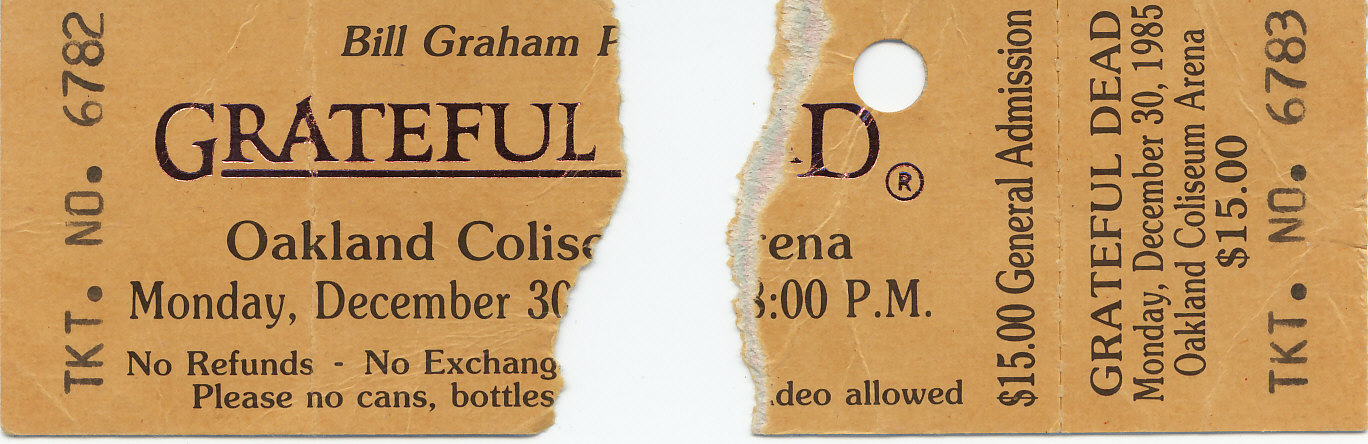 TKT. NO. 6782
Bill Graham P
GRATEFUL D ®
Oakland Colise rena
Monday, December 30 :00 P.M.
No Refunds - No Exchang
Please no cans, bottles deo allowed
$15.00 General Admission
GRATEFUL DEAD
Monday, December 30, 1985
Oakland Coliseum Arena
$15.00
TKT. NO. 6783